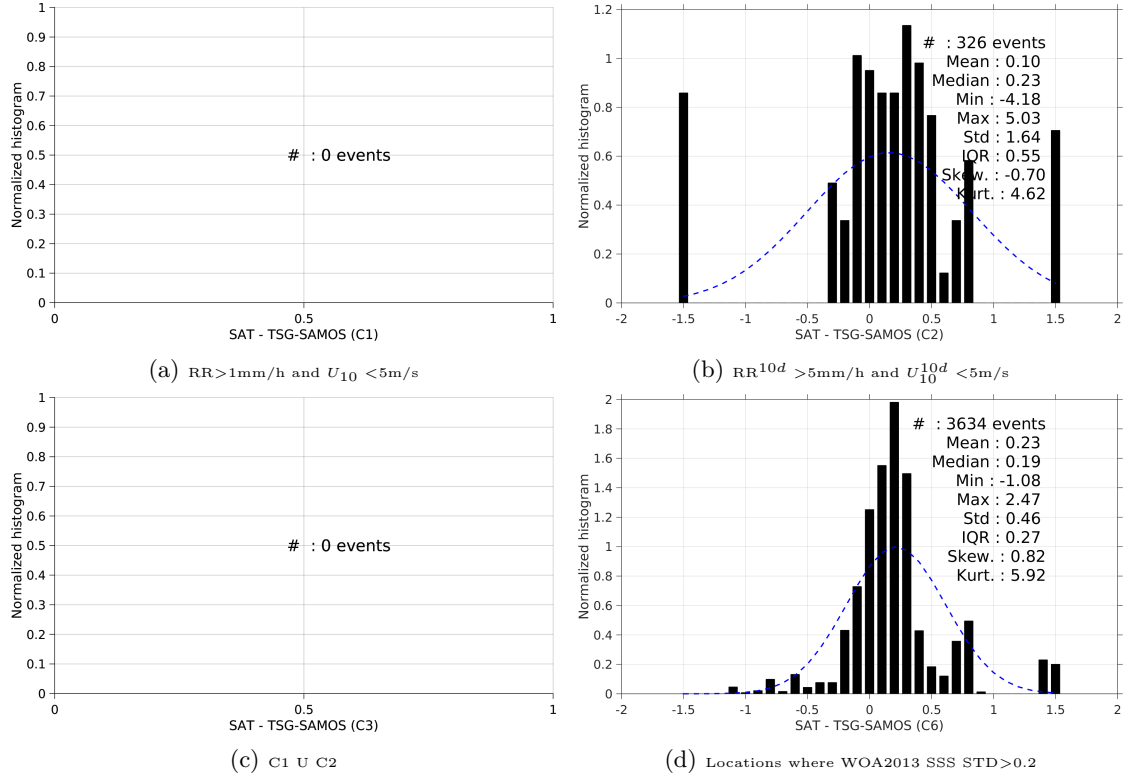 1
0.9
0.8
0.7
0.6
0.5
0.4
0.3
0.2
0.1
0
Normalized histogram
# : 0 events
0 0.5 1
SAT - TSG-SAMOS (C1)
(a) RR>1mm/h and U10 <5m/s
1.2
1
0.8
0.6
0.4
0.2
0
Normalized histogram
# : 326 events
Mean : 0.10
Median : 0.23
Min : -4.18
Max : 5.03
Std : 1.64
IQR : 0.55
Skew. : -0.70
Kurt. : 4.62
-2 -1.5 -1 -0.5 0 0.5 1 1.5 2
SAT - TSG-SAMOS (C2)
(b) RR^10d >5mm/h and U10^10d <5m/s
1
0.9
0.8
0.7
0.6
0.5
0.4
0.3
0.2
0.1
0
Normalized histogram
# : 0 events
0 0.5 1
SAT - TSG-SAMOS (C3)
(c) C1 U C2
2
1.8
1.6
1.4
1.2
1
0.8
0.6
0.4
0.2
0
Normalized histogram
# : 3634 events
Mean : 0.23
Median : 0.19
Min : -1.08
Max : 2.47
Std : 0.46
IQR : 0.27
Skew. : 0.82
Kurt. : 5.92
-2 -1.5 -1 -0.5 0 0.5 1 1.5 2
SAT - TSG-SAMOS (C6)
(d) Locations where WOA2013 SSS STD>0.2